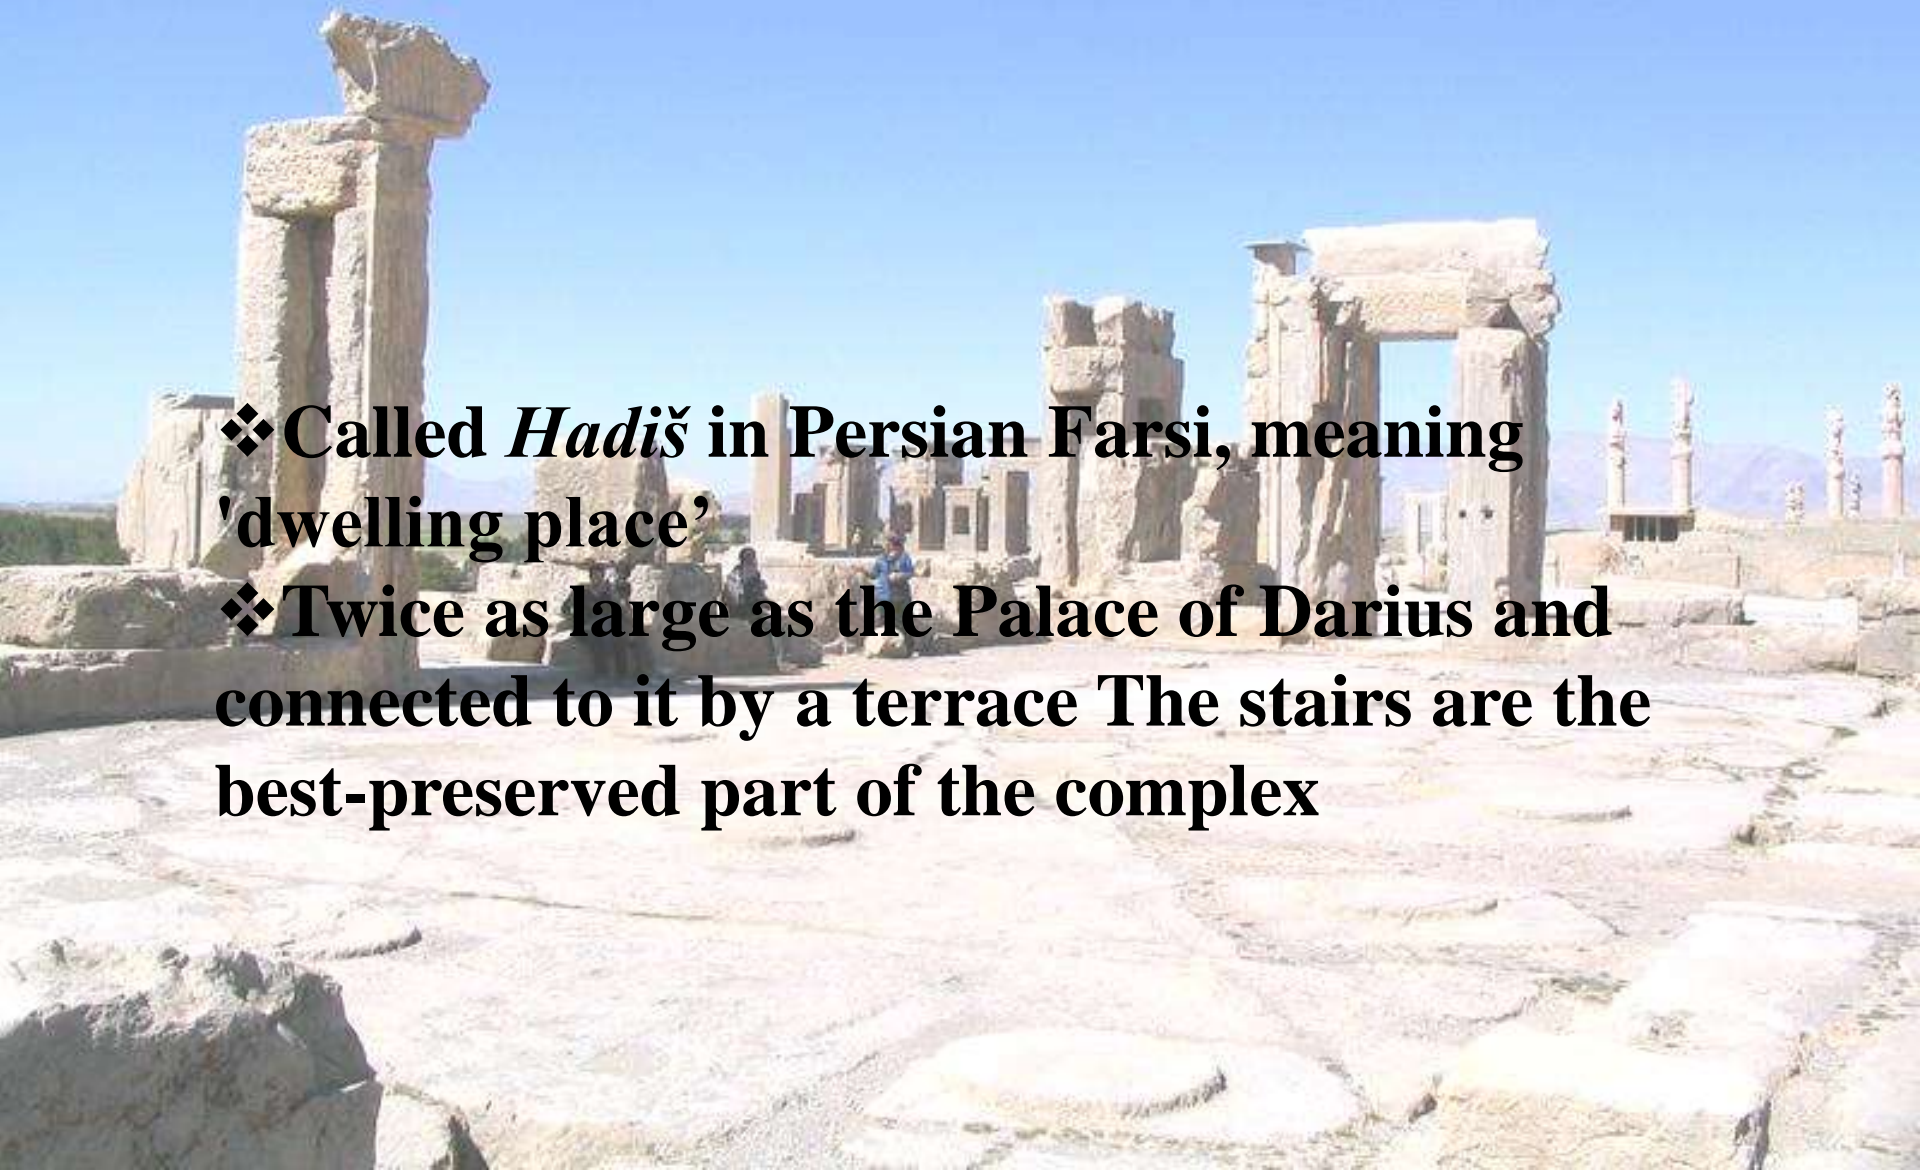 ❖Called Hadiš in Persian Farsi, meaning
'dwelling place’
❖Twice as large as the Palace of Darius and
connected to it by a terrace The stairs are the
best-preserved part of the complex